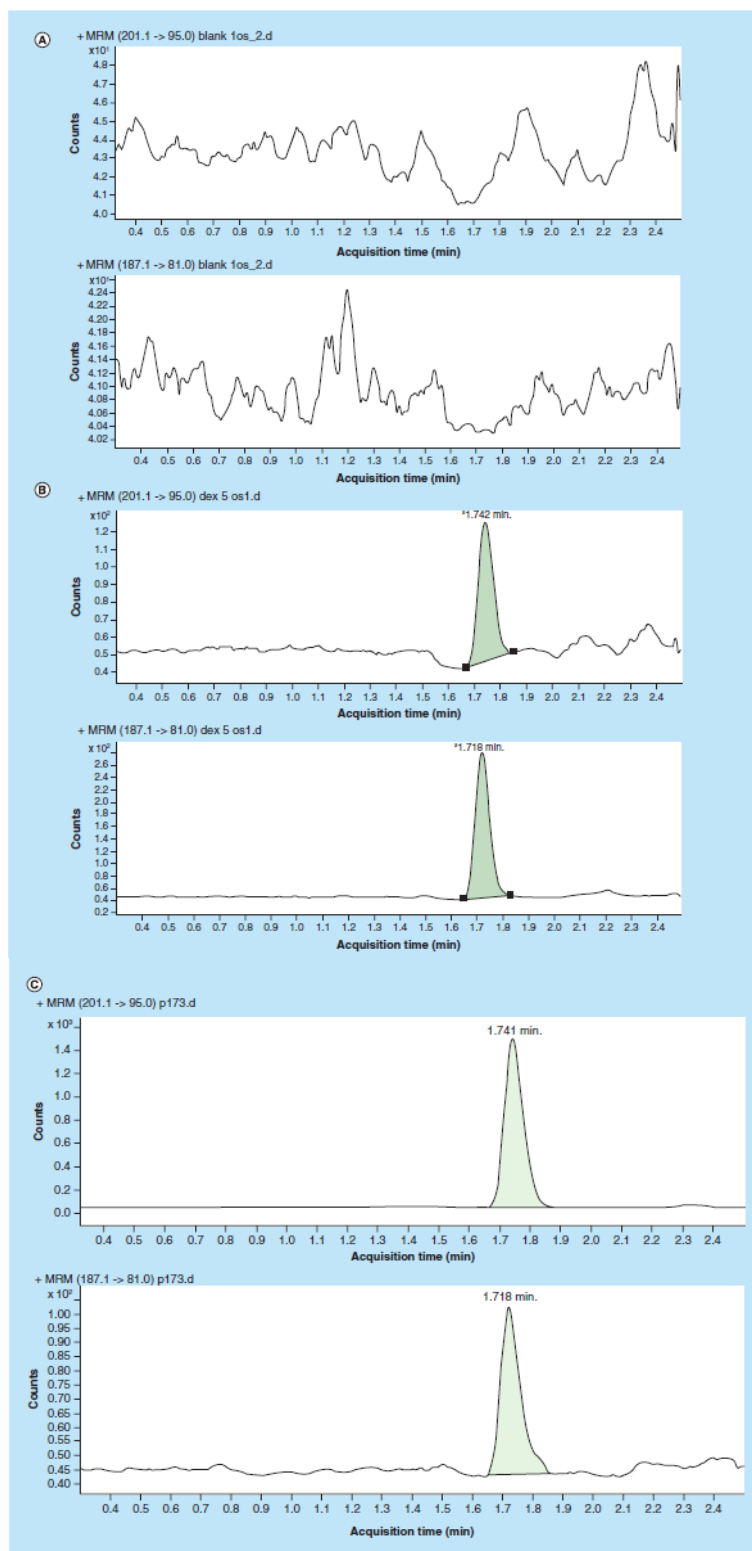 A
+ MRM (201.1 -> 95.0) blank 1os_2.d
x10¹
4.8
4.7
4.6
4.5
4.4
4.3
4.2
4.1
4.0
Counts
0.4 0.5 0.6 0.7 0.8 0.9 1.0 1.1 1.2 1.3 1.4 1.5 1.6 1.7 1.8 1.9 2.0 2.1 2.2 2.3 2.4
Acquisition time (min)
+ MRM (187.1 -> 81.0) blank 1os_2.d
x10¹
4.24
4.22
4.20
4.18
4.16
4.14
4.12
4.10
4.08
4.06
4.04
4.02
Counts
0.4 0.5 0.6 0.7 0.8 0.9 1.0 1.1 1.2 1.3 1.4 1.5 1.6 1.7 1.8 1.9 2.0 2.1 2.2 2.3 2.4
Acquisition time (min)
B
+ MRM (201.1 -> 95.0) dex 5 os1.d
x10²
*1.742 min.
1.2
1.1
1.0
0.9
0.8
0.7
0.6
0.5
0.4
Counts
0.4 0.5 0.6 0.7 0.8 0.9 1.0 1.1 1.2 1.3 1.4 1.5 1.6 1.7 1.8 1.9 2.0 2.1 2.2 2.3 2.4
Acquisition time (min)
+ MRM (187.1 -> 81.0) dex 5 os1.d
x10²
*1.718 min.
2.6
2.4
2.2
2.0
1.8
1.6
1.4
1.2
1.0
0.8
0.6
0.4
0.2
Counts
0.4 0.5 0.6 0.7 0.8 0.9 1.0 1.1 1.2 1.3 1.4 1.5 1.6 1.7 1.8 1.9 2.0 2.1 2.2 2.3 2.4
Acquisition time (min)
C
+ MRM (201.1 -> 95.0) p173.d
x 10³
1.741 min.
1.4
1.2
1.0
0.8
0.6
0.4
0.2
0.0
Counts
0.4 0.5 0.6 0.7 0.8 0.9 1.0 1.1 1.2 1.3 1.4 1.5 1.6 1.7 1.8 1.9 2.0 2.1 2.2 2.3 2.4
Acquisition time (min)
+ MRM (187.1 -> 81.0) p173.d
x 10²
1.718 min.
1.00
0.95
0.90
0.85
0.80
0.75
0.70
0.65
0.60
0.55
0.50
0.45
0.40
Counts
0.4 0.5 0.6 0.7 0.8 0.9 1.0 1.1 1.2 1.3 1.4 1.5 1.6 1.7 1.8 1.9 2.0 2.1 2.2 2.3 2.4
Acquisition time (min)